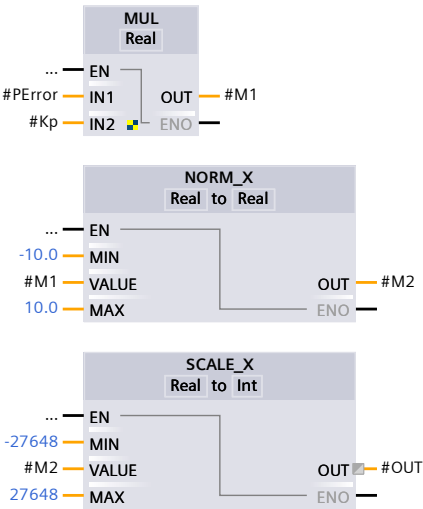 MUL
Real
... EN
#PError IN1 OUT #M1
#Kp IN2 ENO
NORM_X
Real to Real
... EN
-10.0 MIN
#M1 VALUE OUT #M2
10.0 MAX ENO
SCALE_X
Real to Int
... EN
-27648 MIN
#M2 VALUE OUT #OUT
27648 MAX ENO